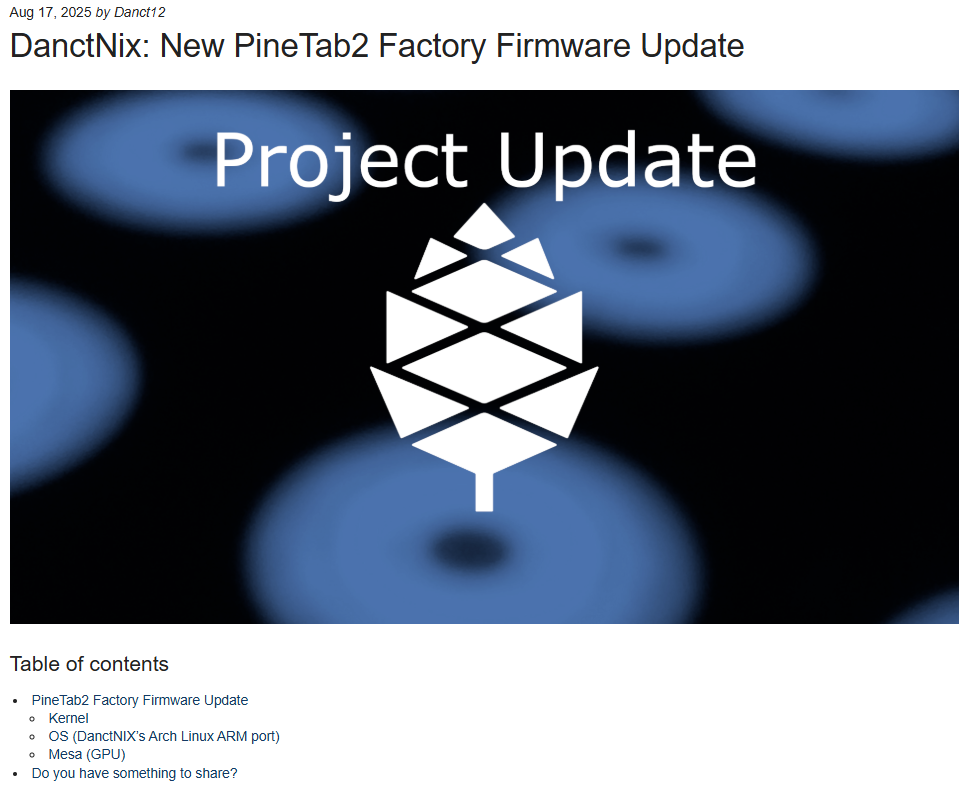 Aug 17, 2025 by Danct12
DanctNix: New PineTab2 Factory Firmware Update
Project Update
Table of contents
PineTab2 Factory Firmware Update
Kernel
OS (DanctNIX's Arch Linux ARM port)
Mesa (GPU)
Do you have something to share?